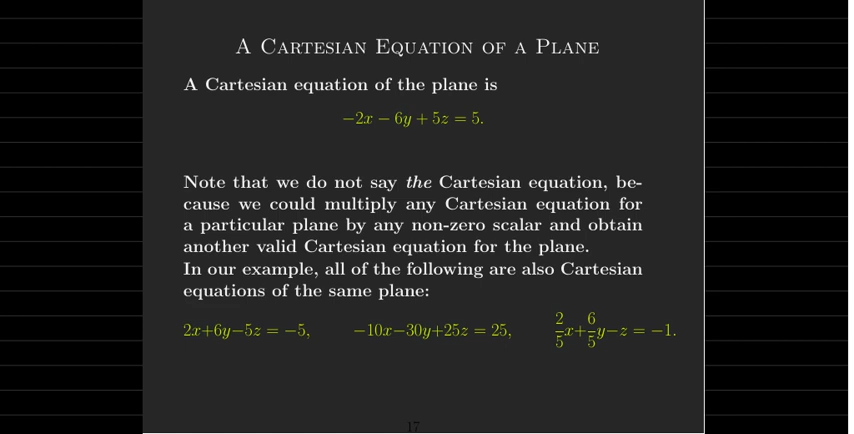 A Cartesian Equation of a Plane
A Cartesian equation of the plane is
−2x − 6y + 5z = 5.
Note that we do not say the Cartesian equation, be-
cause we could multiply any Cartesian equation for
a particular plane by any non-zero scalar and obtain
another valid Cartesian equation for the plane.
In our example, all of the following are also Cartesian
equations of the same plane:
2x+6y−5z = −5, −10x−30y+25z = 25, 2/5x+6/5y−z = −1.
17